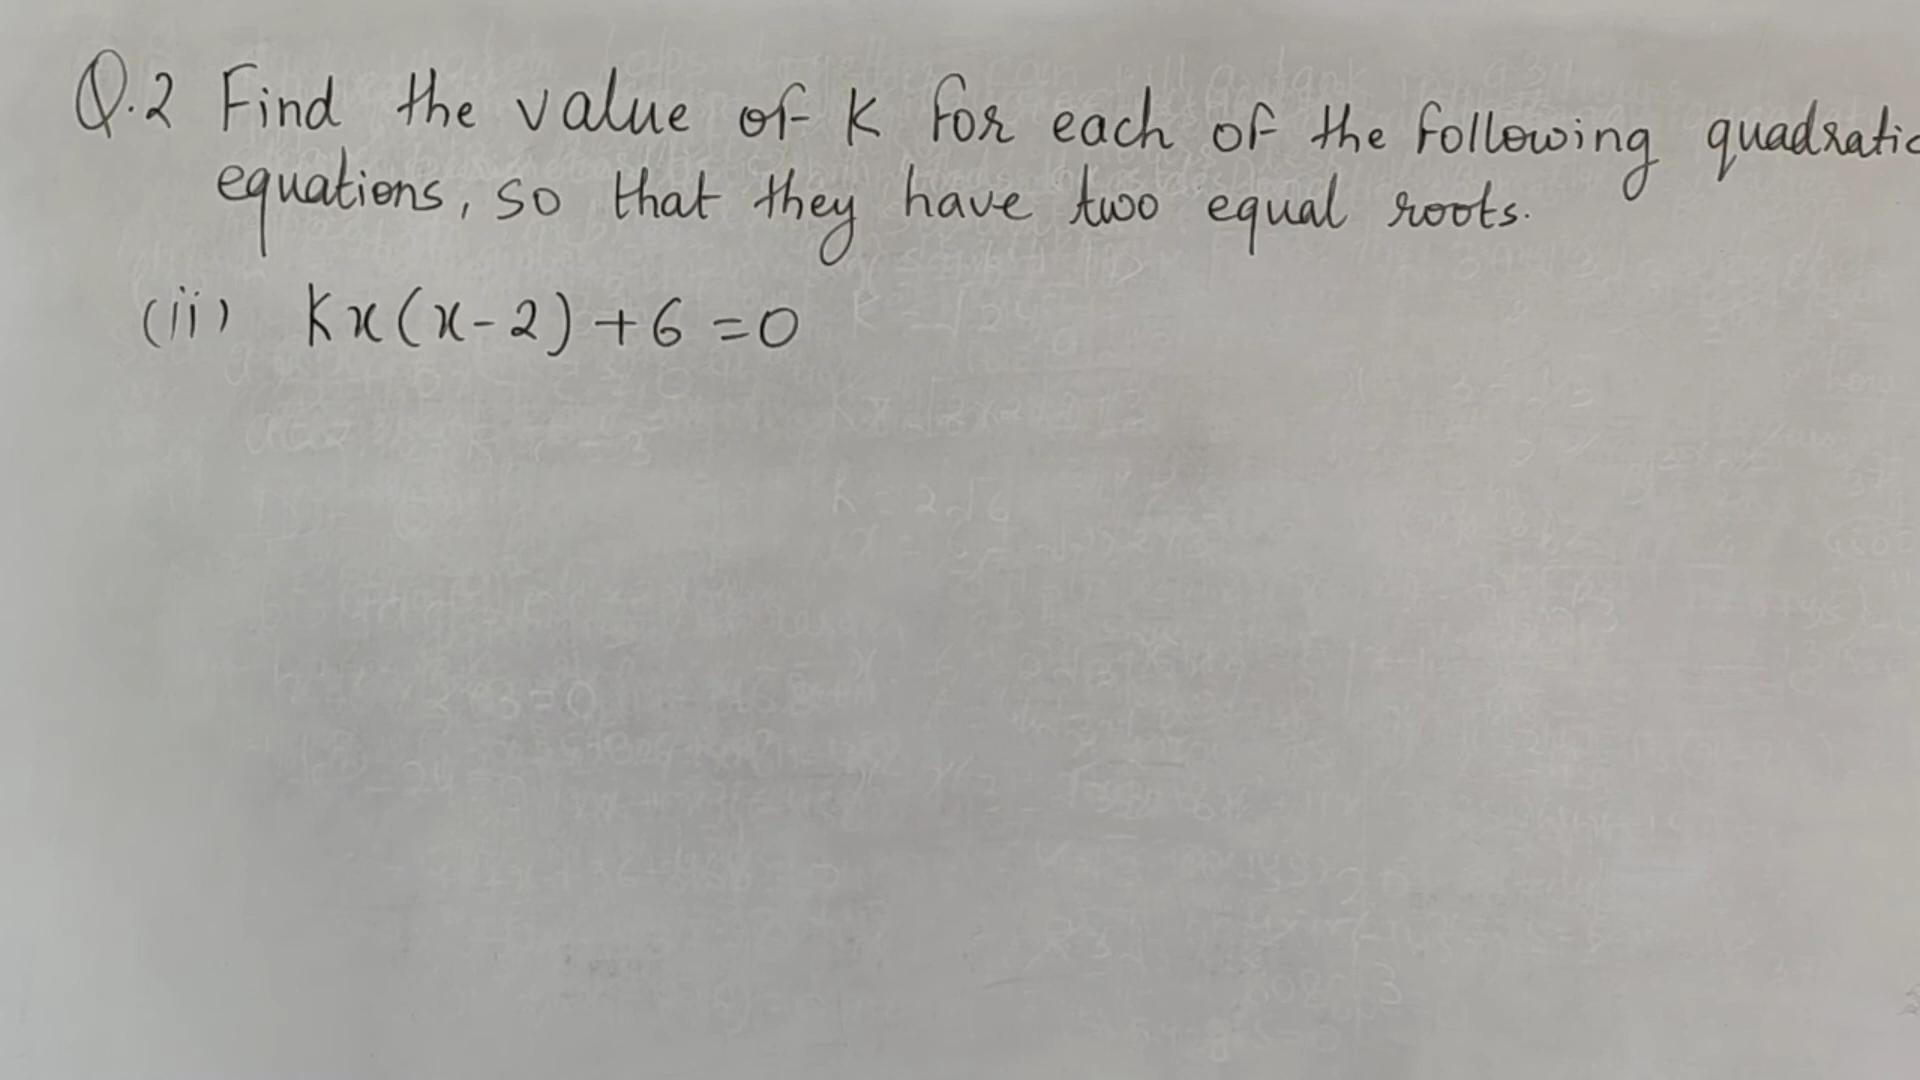 Q.2 Find the value of K for each of the following quadratic
equations, so that they have two equal roots.
(ii) Kx(x-2)+6=0